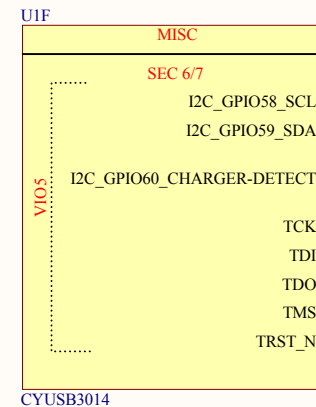 U1F
MISC
SEC 6/7
I2C_GPIO58_SCL
I2C_GPIO59_SDA
VIO5
I2C_GPIO60_CHARGER-DETECT
TCK
TDI
TDO
TMS
TRST_N
CYUSB3014